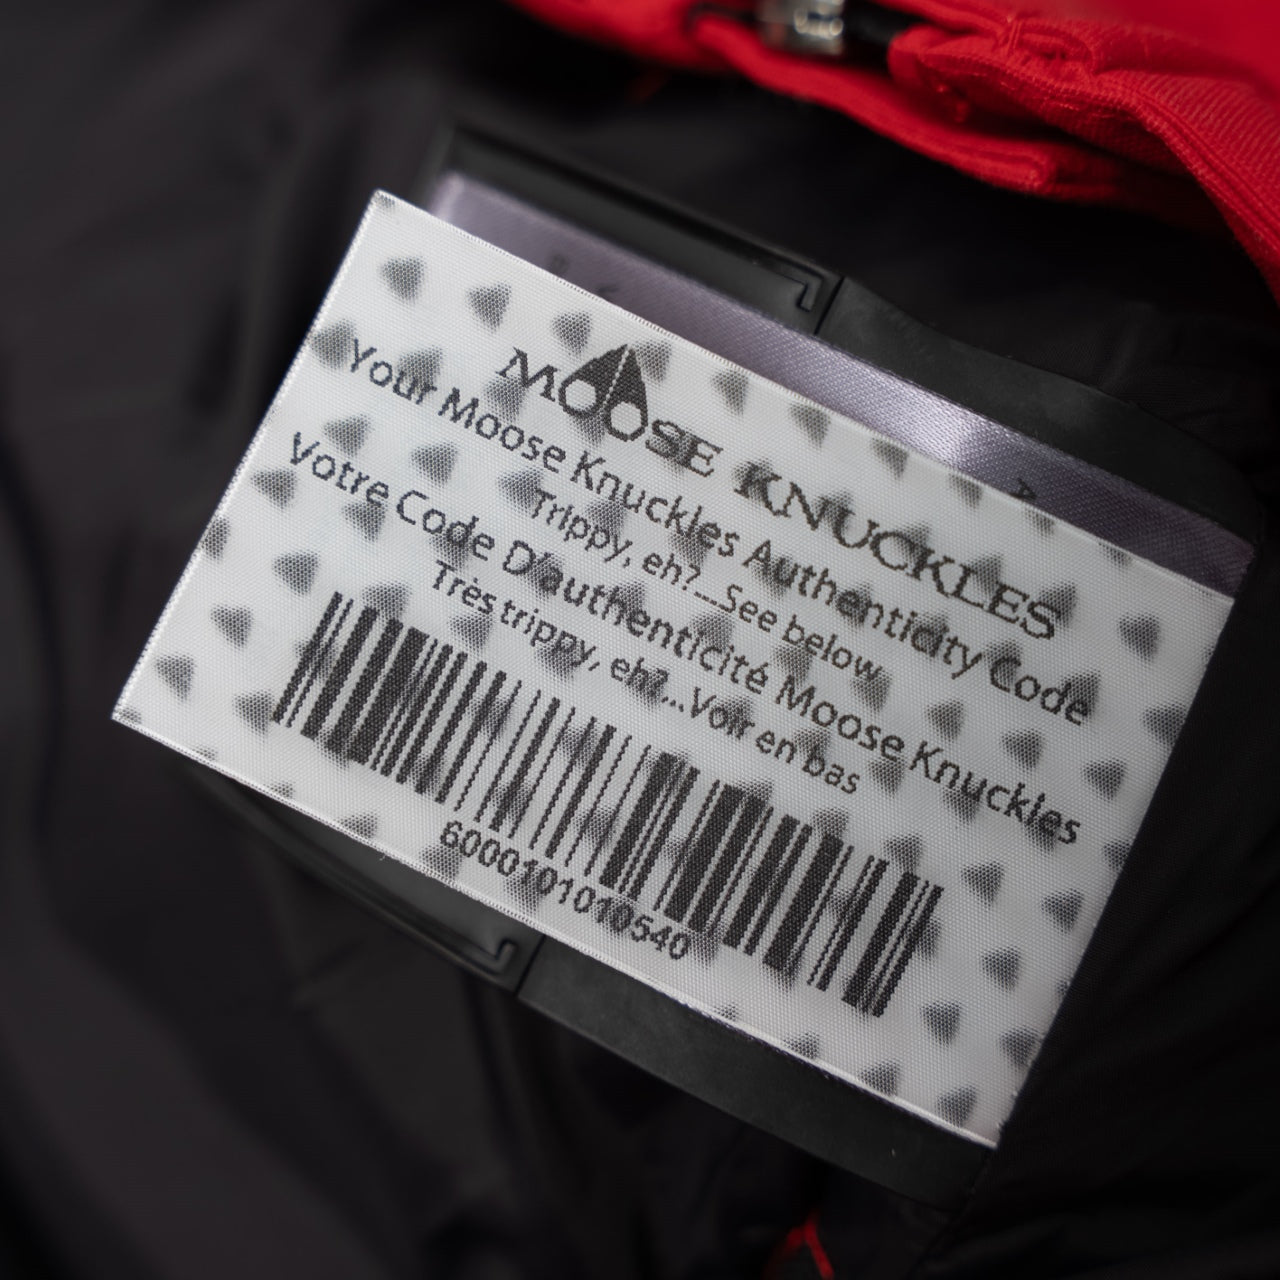 MOOSE KNUCKLES
Your Moose Knuckles Authenticity Code
Trippy, eh?...See below
Votre Code D'authenticité Moose Knuckles
Très trippy, eh?...Voir en bas
6000101010540